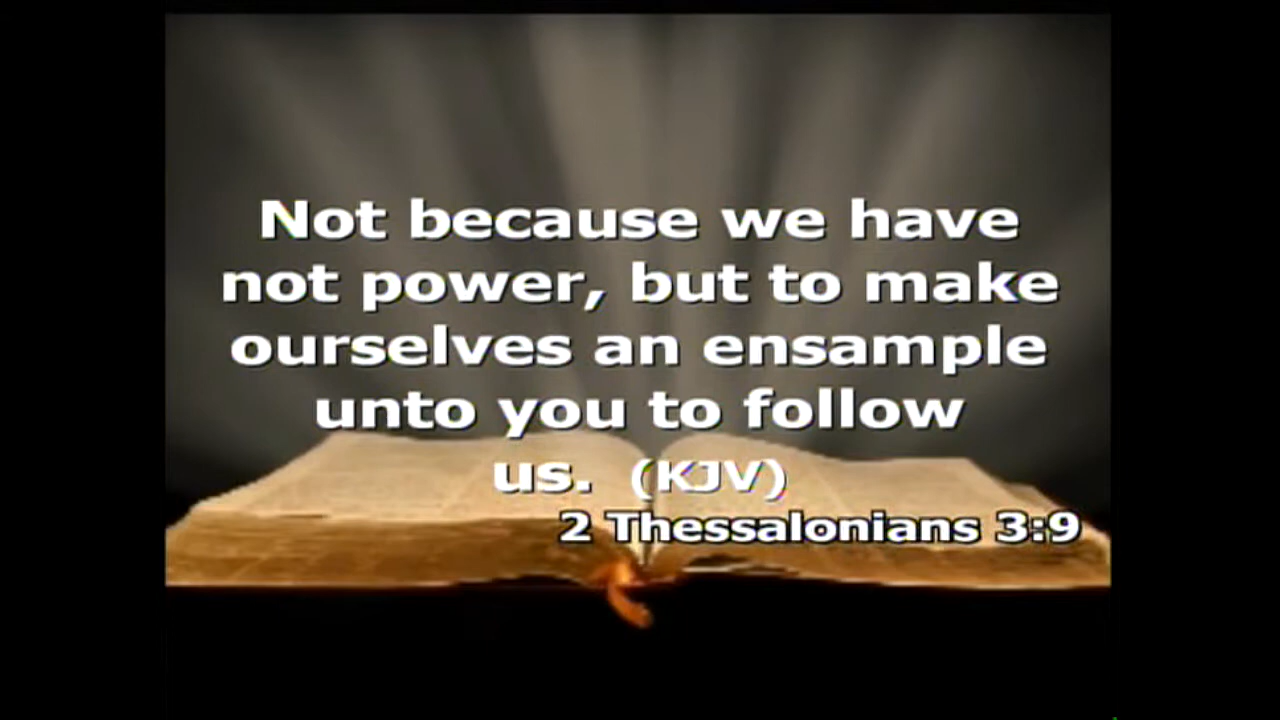 Not because we have
not power, but to make
ourselves an ensample
unto you to follow
us. (KJV)
2 Thessalonians 3:9